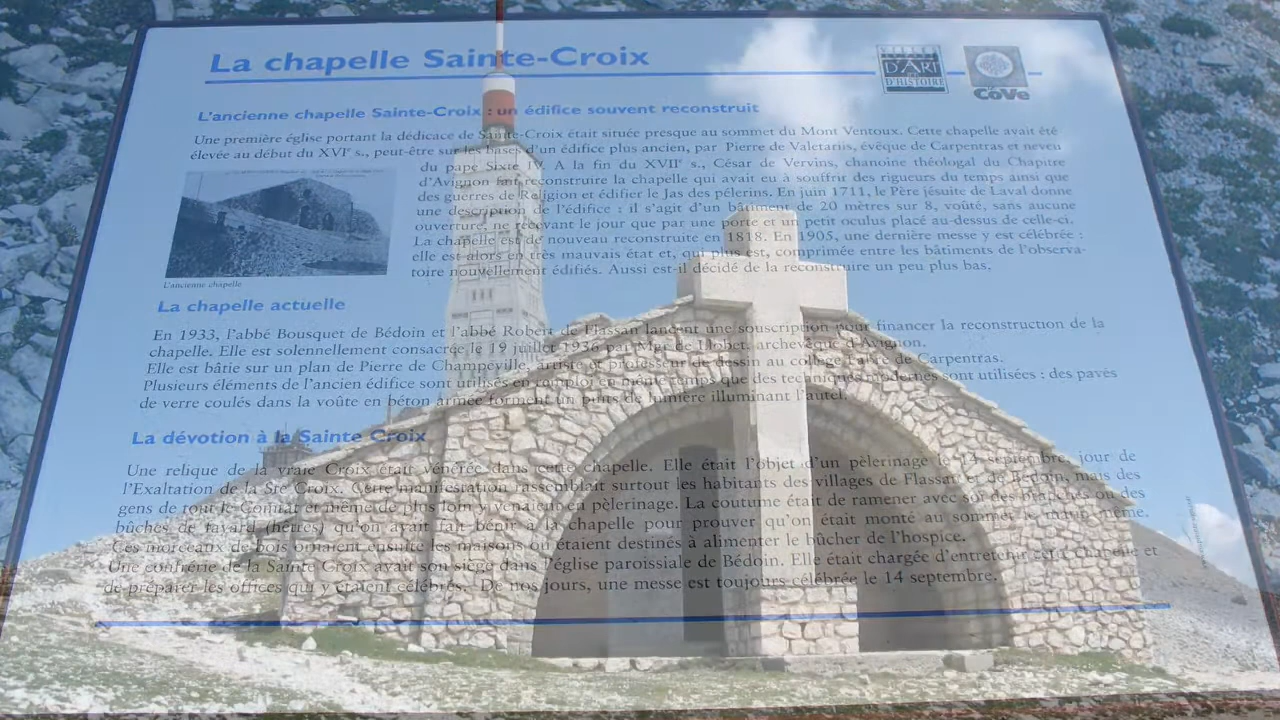 La chapelle Sainte-Croix
VILLES
D'ART
ET
D'HISTOIRE
CoVe
L'ancienne chapelle Sainte-Croix : un édifice souvent reconstruit
Une première église portant la dédicace de Sainte-Croix était située presque au sommet du Mont Ventoux. Cette chapelle avait été
élevée au début du XVIe s., peut-être sur les bases d'un édifice plus ancien, par Pierre de Valetariis, évêque de Carpentras et neveu
du pape Sixte IV. A la fin du XVIIe s., César de Vervins, chanoine théologal du Chapitre
d'Avignon fait reconstruire la chapelle qui avait eu à souffrir des rigueurs du temps ainsi que
des guerres de Religion et édifier le Jas des pélerins. En juin 1711, le Père jésuite de Laval donne
une description de l'édifice : il s'agit d'un bâtiment de 20 mètres sur 8, voûté, sans aucune
ouverture, ne recevant le jour que par une porte et un petit oculus placé au-dessus de celle-ci.
La chapelle est de nouveau reconstruite en 1818. En 1905, une dernière messe y est célébrée :
elle est alors en très mauvais état et, qui plus est, comprimée entre les bâtiments de l'observa-
toire nouvellement édifiés. Aussi est-il décidé de la reconstruire un peu plus bas.
L'ancienne chapelle
La chapelle actuelle
En 1933, l'abbé Bousquet de Bédoin et l'abbé Robert de Flassan lancent une souscription pour financer la reconstruction de la
chapelle. Elle est solennellement consacrée le 19 juillet 1936 par Mgr de Llobet, archevêque d'Avignon.
Elle est bâtie sur un plan de Pierre de Champeville, artiste et professeur de dessin au collège Fabre de Carpentras.
Plusieurs éléments de l'ancien édifice sont utilisés en remploi en même temps que des techniques modernes sont utilisées : des pavés
de verre coulés dans la voûte en béton armée forment un puits de lumière illuminant l'autel.
La dévotion à la Sainte Croix
Une relique de la vraie Croix était vénérée dans cette chapelle. Elle était l'objet d'un pèlerinage le 14 septembre, jour de
l'Exaltation de la Ste Croix. Cette manifestation rassemblait surtout les habitants des villages de Flassan et de Bédoin, mais des
gens de tout le Comtat et même de plus loin y venaient en pèlerinage. La coutume était de ramener avec soi des branches ou des
bûches de fayard (hêtres) qu'on avait fait bénir à la chapelle pour prouver qu'on était monté au sommet le jour même.
Ces morceaux de bois ornaient ensuite les maisons ou étaient destinés à alimenter le bûcher de l'hospice.
Une confrérie de la Sainte Croix avait son siège dans l'église paroissiale de Bédoin. Elle était chargée d'entretenir cette Chapelle et
de préparer les offices qui y étaient célébrés. De nos jours, une messe est toujours célébrée le 14 septembre.